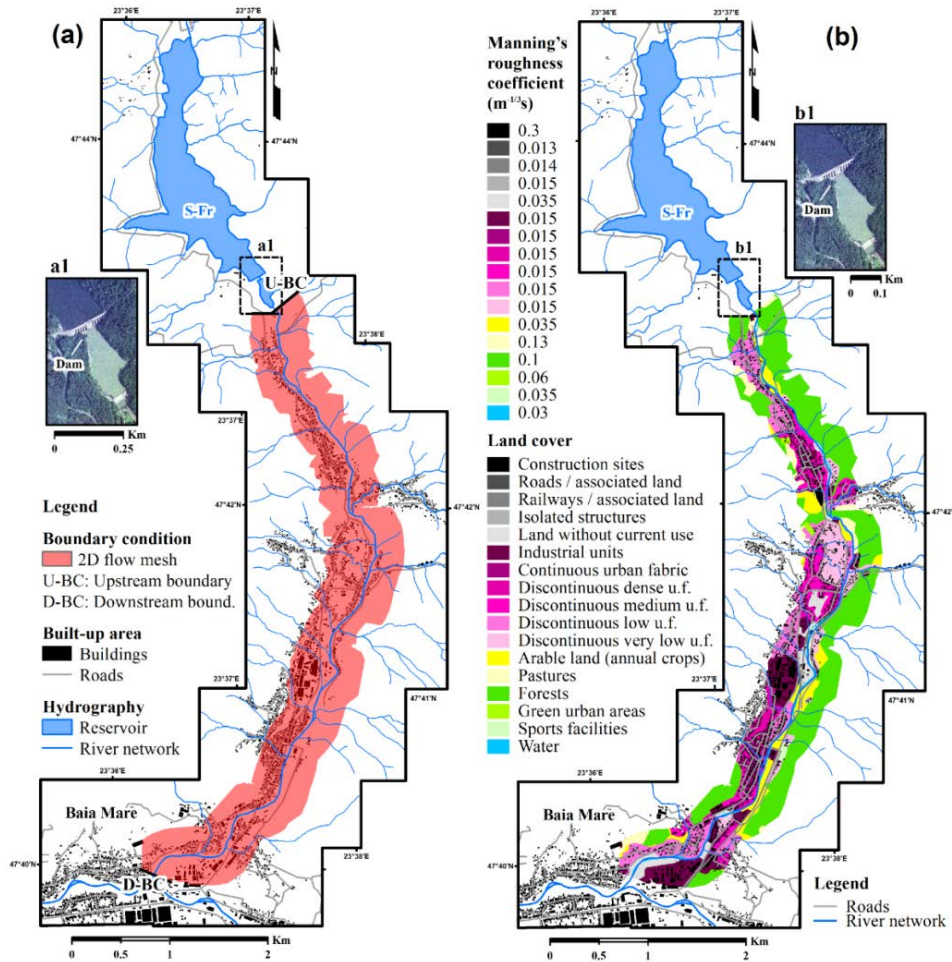 (a)
23°36'E
23°37'E
N
47°44'N
S-Fr
a1
U-BC
a1
Dam
Km
0
0.25
23°38'E
23°37'E
47°42'N
Legend
Boundary condition
2D flow mesh
U-BC: Upstream boundary
D-BC: Downstream bound.
Built-up area
Buildings
Roads
Hydrography
Reservoir
River network
23°37'E
47°41'N
23°36'E
Baia Mare
47°40'N
23°38'E
D-BC
Km
0
0.5
1
2
(b)
Manning's
roughness
coefficient
(m 1/3s)
0.3
0.013
0.014
0.015
0.035
0.015
0.015
0.015
0.015
0.015
0.015
0.035
0.13
0.1
0.06
0.035
0.03
Land cover
Construction sites
Roads / associated land
Railways / associated land
Isolated structures
Land without current use
Industrial units
Continuous urban fabric
Discontinuous dense u.f.
Discontinuous medium u.f.
Discontinuous low u.f.
Discontinuous very low u.f.
Arable land (annual crops)
Pastures
Forests
Green urban areas
Sports facilities
Water
23°36'E
23°37'E
N
47°44'N
S-Fr
b1
b1
Dam
Km
0
0.1
23°38'E
23°37'E
47°42'N
23°37'E
47°41'N
23°36'E
Baia Mare
47°40'N
23°38'E
Legend
Roads
River network
Km
0
0.5
1
2